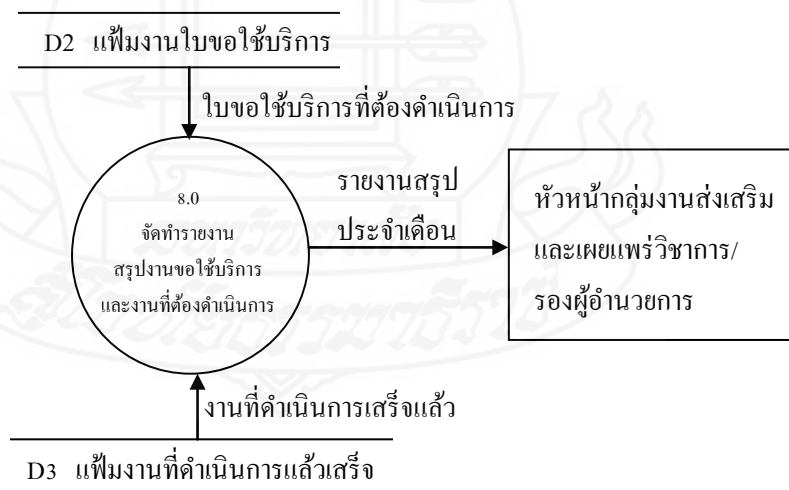 D2 แฟ้มงานใบขอใช้บริการ
ใบขอใช้บริการที่ต้องดำเนินการ
8.0
จัดทำรายงาน
สรุปงานขอใช้บริการ
และงานที่ต้องดำเนินการ
รายงานสรุป
ประจำเดือน
หัวหน้ากลุ่มงานส่งเสริม
และเผยแพร่วิชาการ/
รองผู้อำนวยการ
งานที่ดำเนินการเสร็จแล้ว
D3 แฟ้มงานที่ดำเนินการแล้วเสร็จ